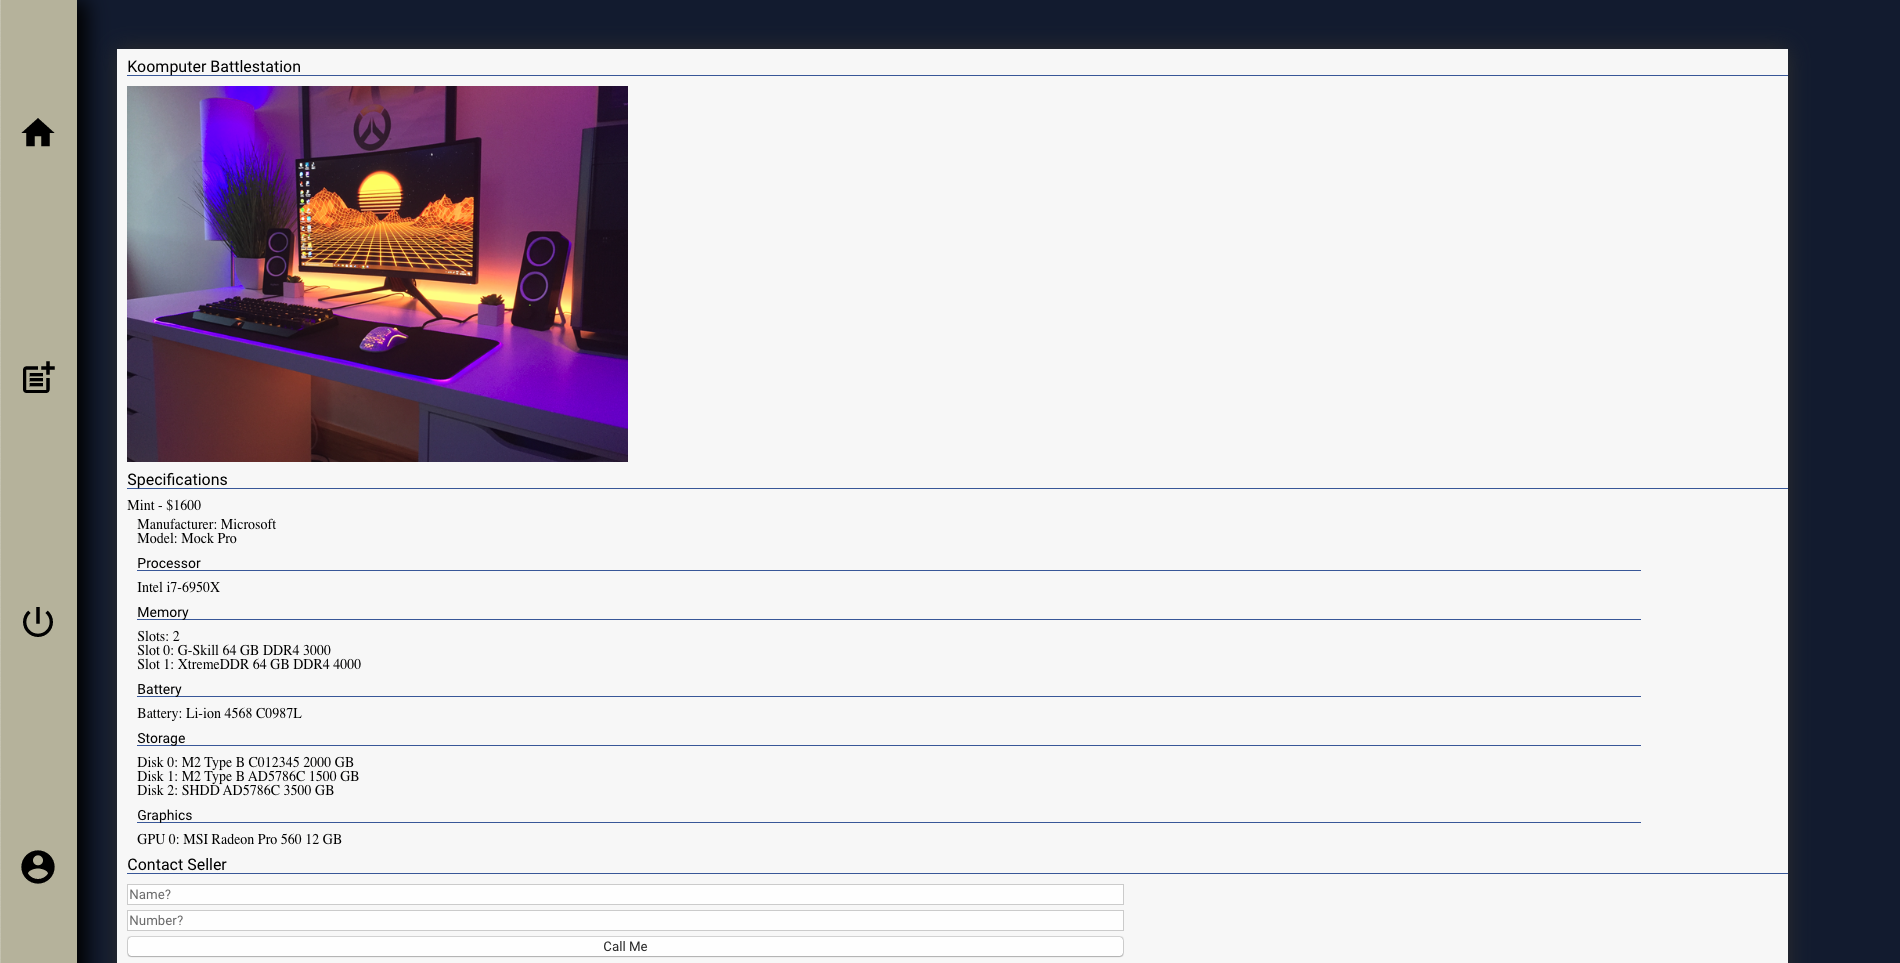 Koomputer Battlestation
Specifications
Mint - $1600
Manufacturer: Microsoft
Model: Mock Pro
Processor
Intel i7-6950X
Memory
Slots: 2
Slot 0: G-Skill 64 GB DDR4 3000
Slot 1: XtremeDDR 64 GB DDR4 4000
Battery
Battery: Li-ion 4568 C0987L
Storage
Disk 0: M2 Type B C012345 2000 GB
Disk 1: M2 Type B AD5786C 1500 GB
Disk 2: SHDD AD5786C 3500 GB
Graphics
GPU 0: MSI Radeon Pro 560 12 GB
Contact Seller
Name?
Number?
Call Me